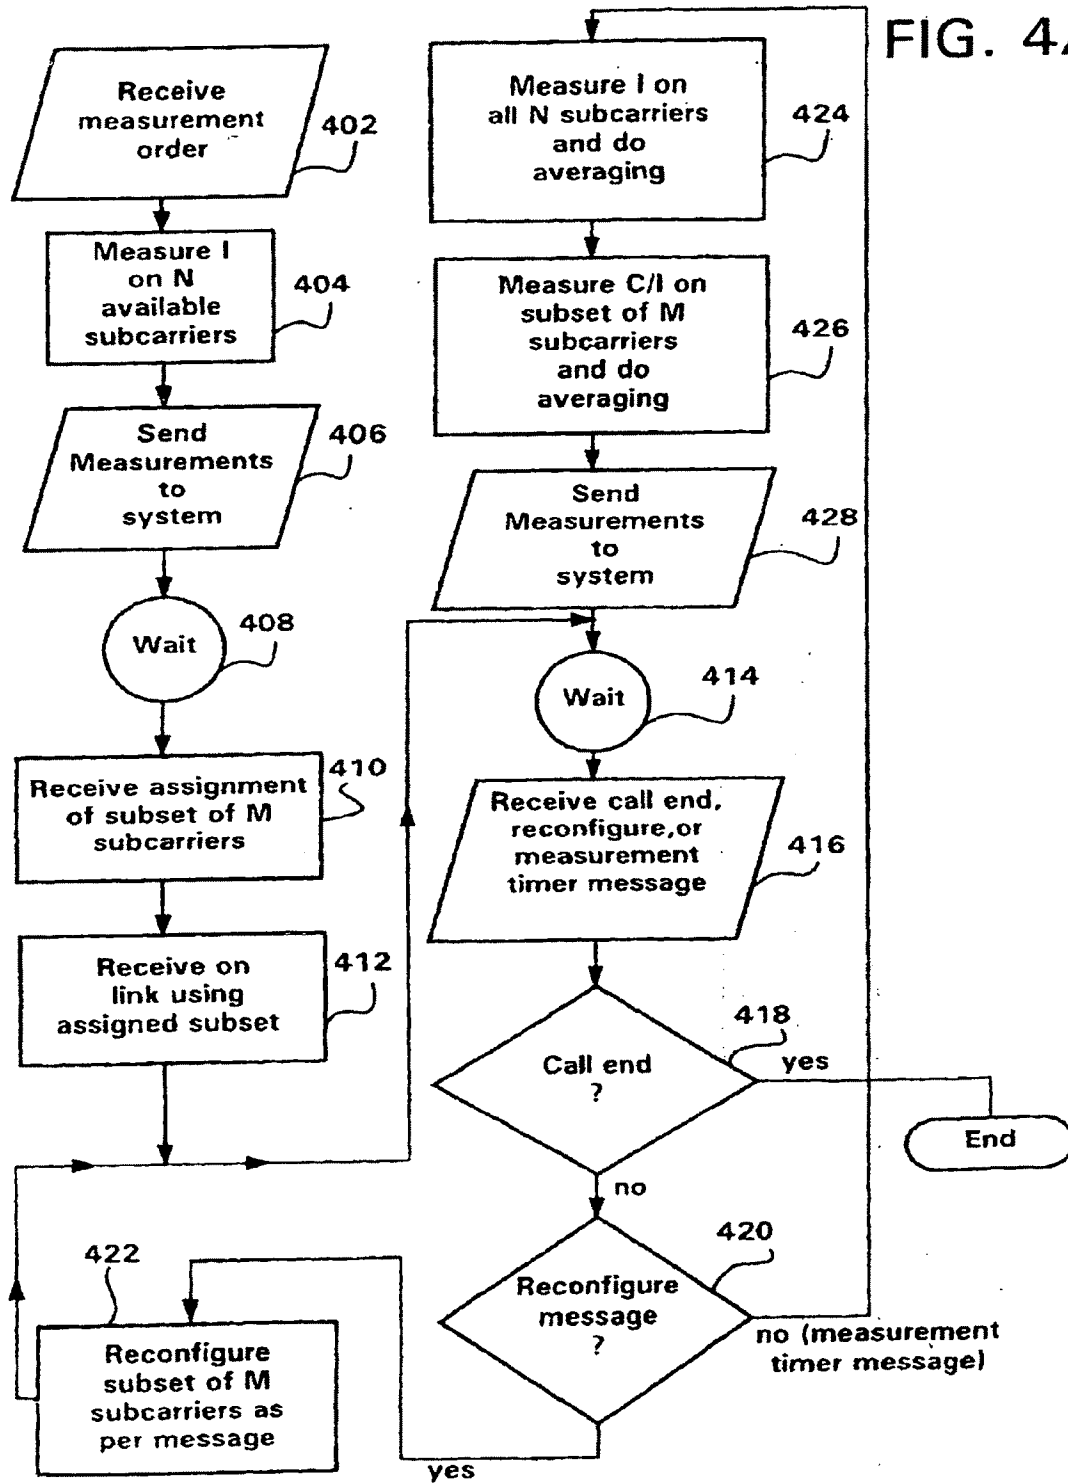 FIG. 4A
Receive
measurement
order
402
Measure I
on N
available
subcarriers
404
Send
Measurements
to
system
406
Wait
408
Receive assignment
of subset of M
subcarriers
410
Receive on
link using
assigned subset
412
422
Reconfigure
subset of M
subcarriers as
per message
Measure I on
all N subcarriers
and do
averaging
424
Measure C/I on
subset of M
subcarriers
and do
averaging
426
Send
Measurements
to
system
428
Wait
414
Receive call end,
reconfigure, or
measurement
timer message
416
Call end
?
418
yes
End
no
Reconfigure
message
?
420
no (measurement
timer message)
yes